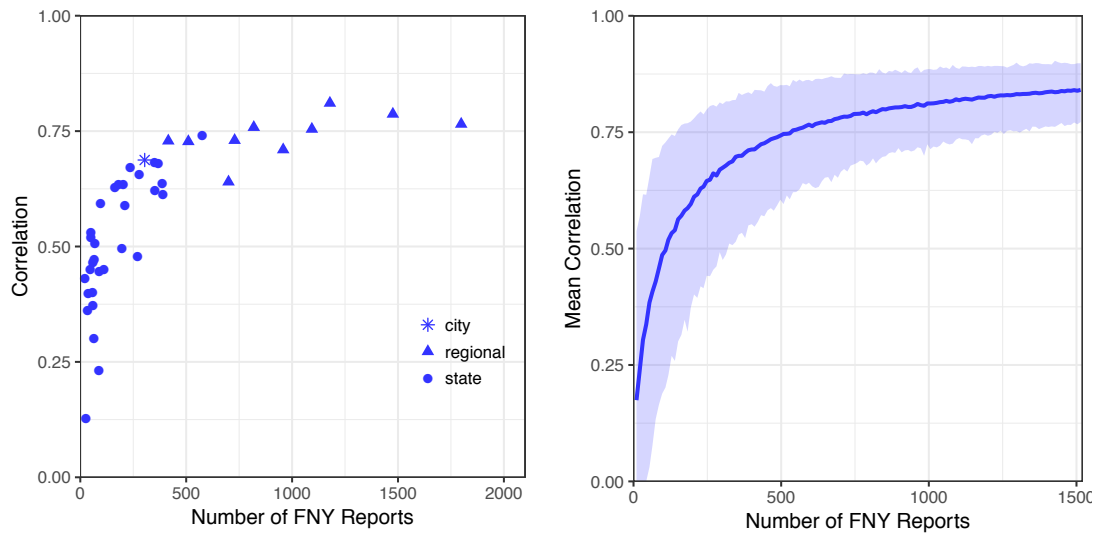 1.00
0.75
0.50
0.25
0.00
Correlation
0
500
1000
1500
2000
Number of FNY Reports
city
regional
state
1.00
0.75
0.50
0.25
0.00
Mean Correlation
0
500
1000
1500
Number of FNY Reports